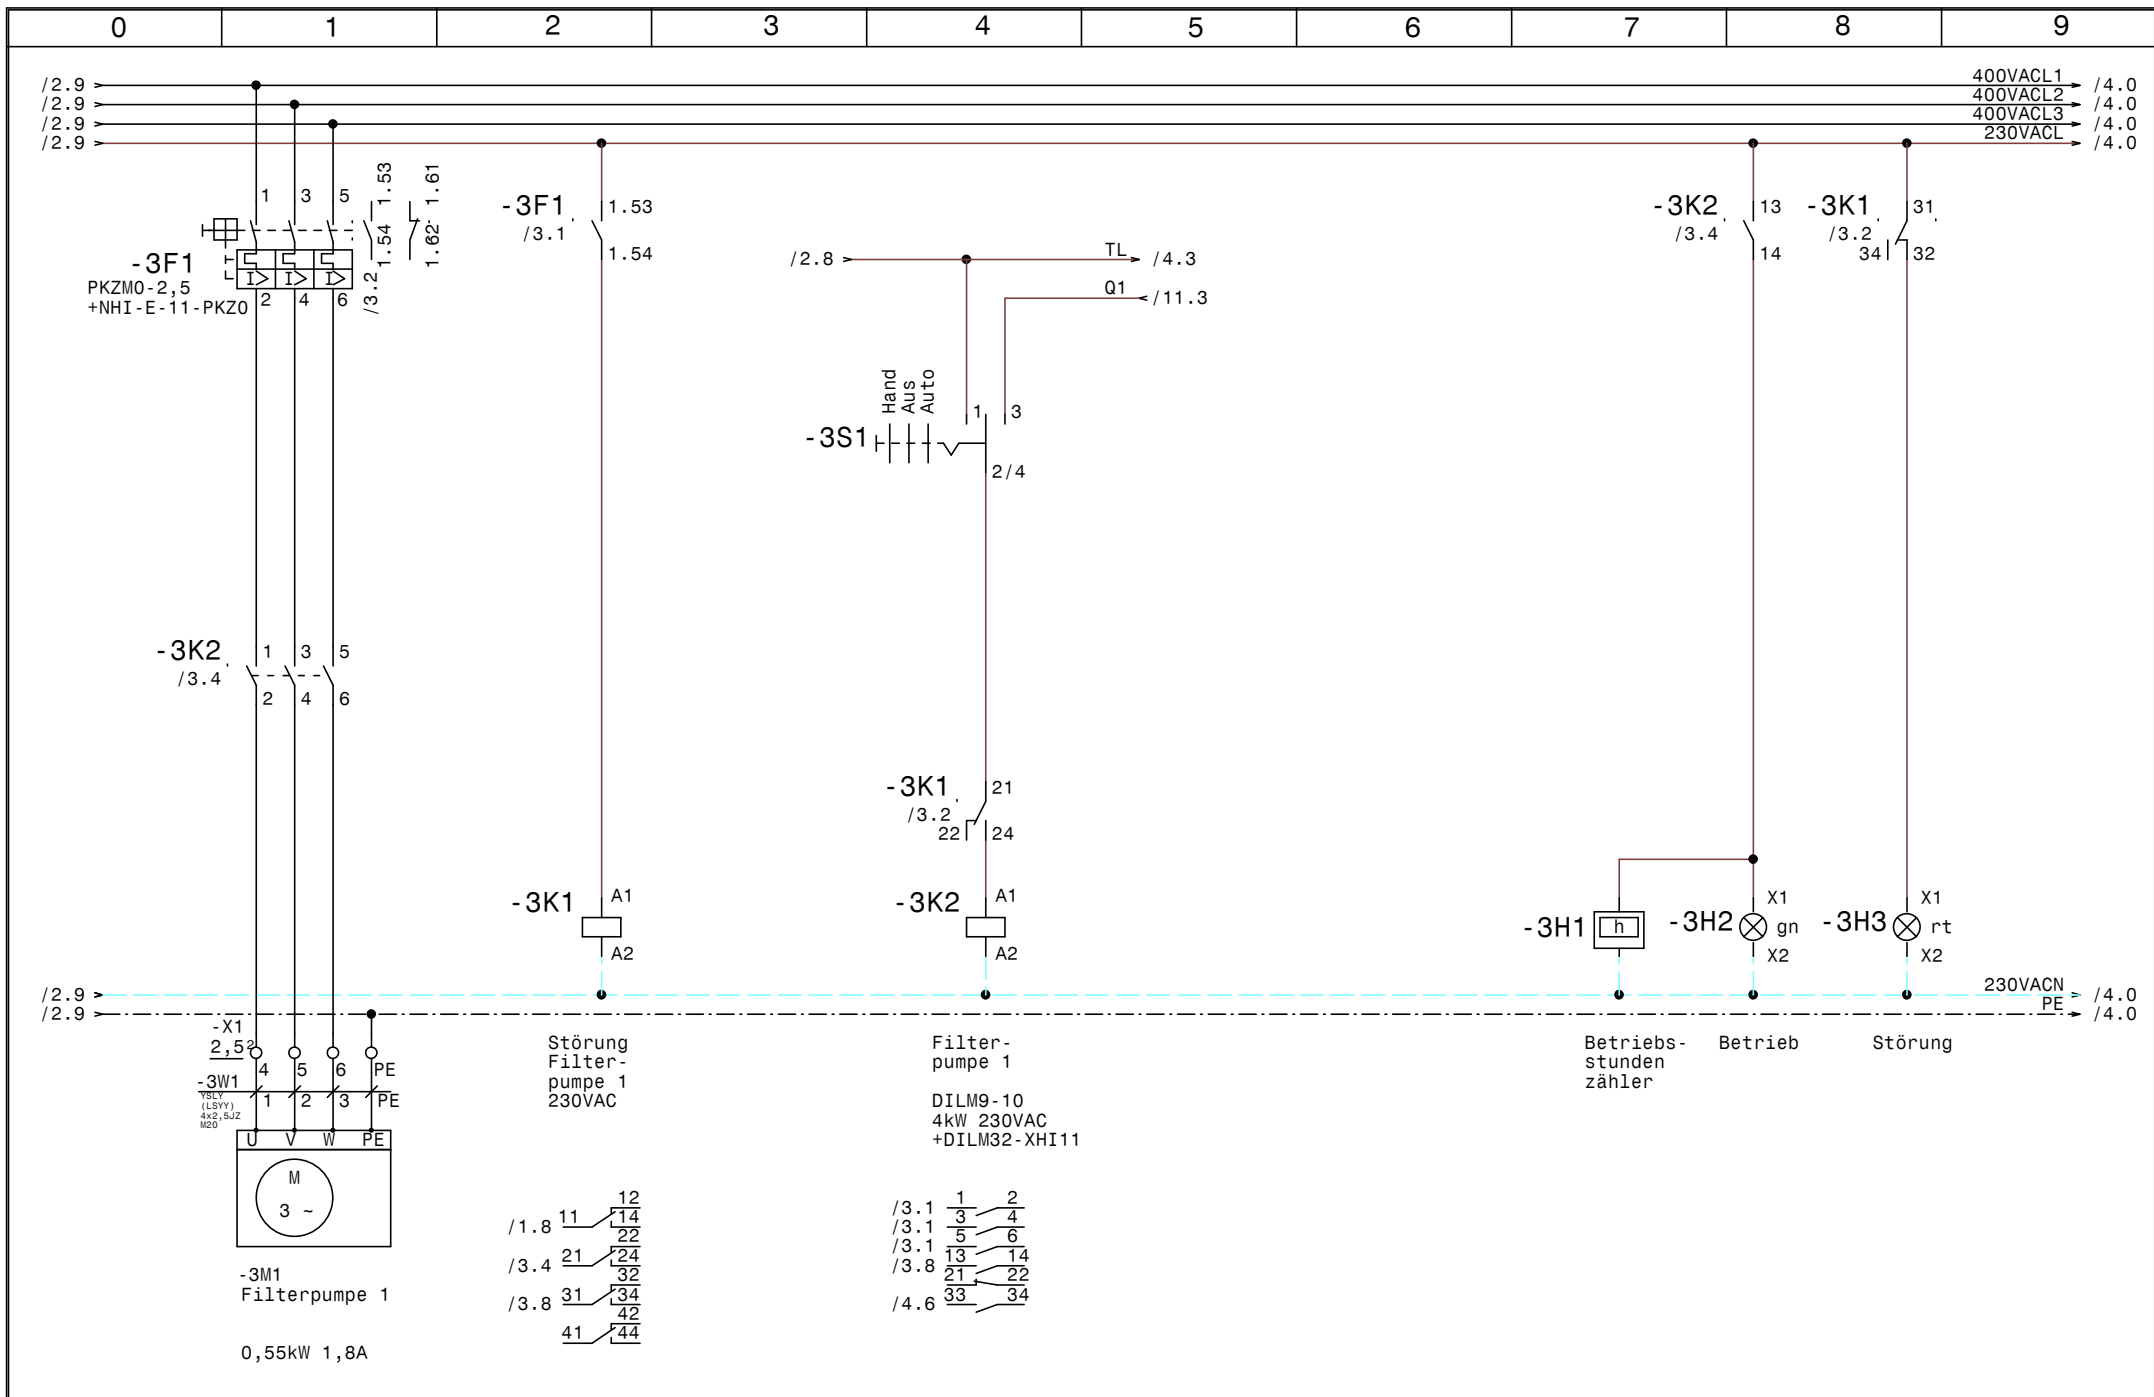 0 1 2 3 4 5 6 7 8 9
/2.9 400VACL1 /4.0
/2.9 400VACL2 /4.0
/2.9 400VACL3 /4.0
/2.9 230VACL /4.0
1 3 5 1.53 1.61
1.54 1.62
-3F1
PKZM0-2,5
+NHI-E-11-PKZ0
I> I> I>
2 4 6 /3.2
-3F1 1.53
/3.1
1.54
/2.8 TL /4.3
Q1 /11.3
-3K2 13
/3.4
14
-3K1 31
/3.2
34 32
Hand
Aus
Auto
1 3
-3S1
2/4
-3K2 1 3 5
/3.4
2 4 6
-3K1 21
/3.2
22 24
-3K1 A1
A2
-3K2 A1
A2
-3H1 h
-3H2 X1
gn
X2
-3H3 X1
rt
X2
/2.9 230VACN /4.0
/2.9 PE /4.0
-X1
2,5²
4 5 6 PE
-3W1
YSLY
(LSYY)
4x2,5JZ
M20
1 2 3 PE
U V W PE
M
3 ~
-3M1
Filterpumpe 1
0,55kW 1,8A
Störung
Filter-
pumpe 1
230VAC
Filter-
pumpe 1
DILM9-10
4kW 230VAC
+DILM32-XHI11
Betriebs-
stunden
zähler
Betrieb
Störung
12
/1.8 11 14
22
/3.4 21 24
32
/3.8 31 34
42
41 44
/3.1 1 2
/3.1 3 4
/3.1 5 6
/3.8 13 14
21 22
/4.6 33 34